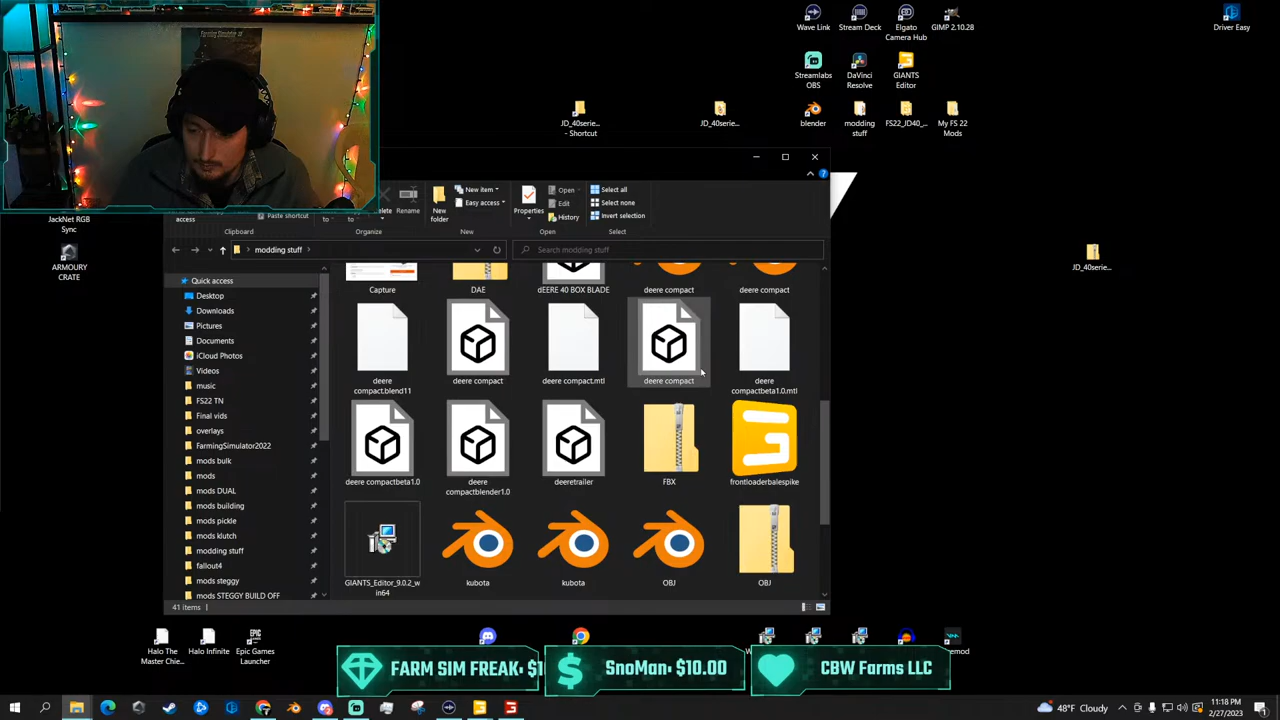 Wave Link
Stream Deck
Elgato
Camera Hub
GIMP 2.10.28
Driver Easy
Streamlabs
OBS
DaVinci
Resolve
GIANTS
Editor
JD_40serie...
- Shortcut
JD_40serie...
blender
modding
stuff
FS22_JD40_...
My FS 22
Mods
JackNet RGB
Sync
ARMOURY
CRATE
JD_40serie...
access
Paste shortcut
Rename
New
folder
New item
Easy access
Properties
Open
Edit
History
Select all
Select none
Invert selection
Clipboard
Organize
New
Open
Select
modding stuff
Search modding stuff
Quick access
Desktop
Downloads
Pictures
Documents
iCloud Photos
Videos
music
FS22 TN
Final vids
overlays
FarmingSimulator2022
mods bulk
mods
mods DUAL
mods building
mods pickle
mods klutch
modding stuff
fallout4
mods steggy
mods STEGGY BUILD OFF
Capture
DAE
dEERE 40 BOX BLADE
deere compact
deere compact
deere
compact.blend11
deere compact
deere compact.mtl
deere compact
deere
compactbeta1.0.mtl
deere compactbeta1.0
deere
compactblender1.0
deeretrailer
FBX
frontloaderbalespike
GIANTS_Editor_9.0.2_w
in64
kubota
kubota
OBJ
OBJ
41 items
Halo The
Master Chie...
Halo Infinite
Epic Games
Launcher
FARM SIM FREAK: $1
SnoMan: $10.00
CBW Farms LLC
48°F Cloudy
11:18 PM
2/27/2023